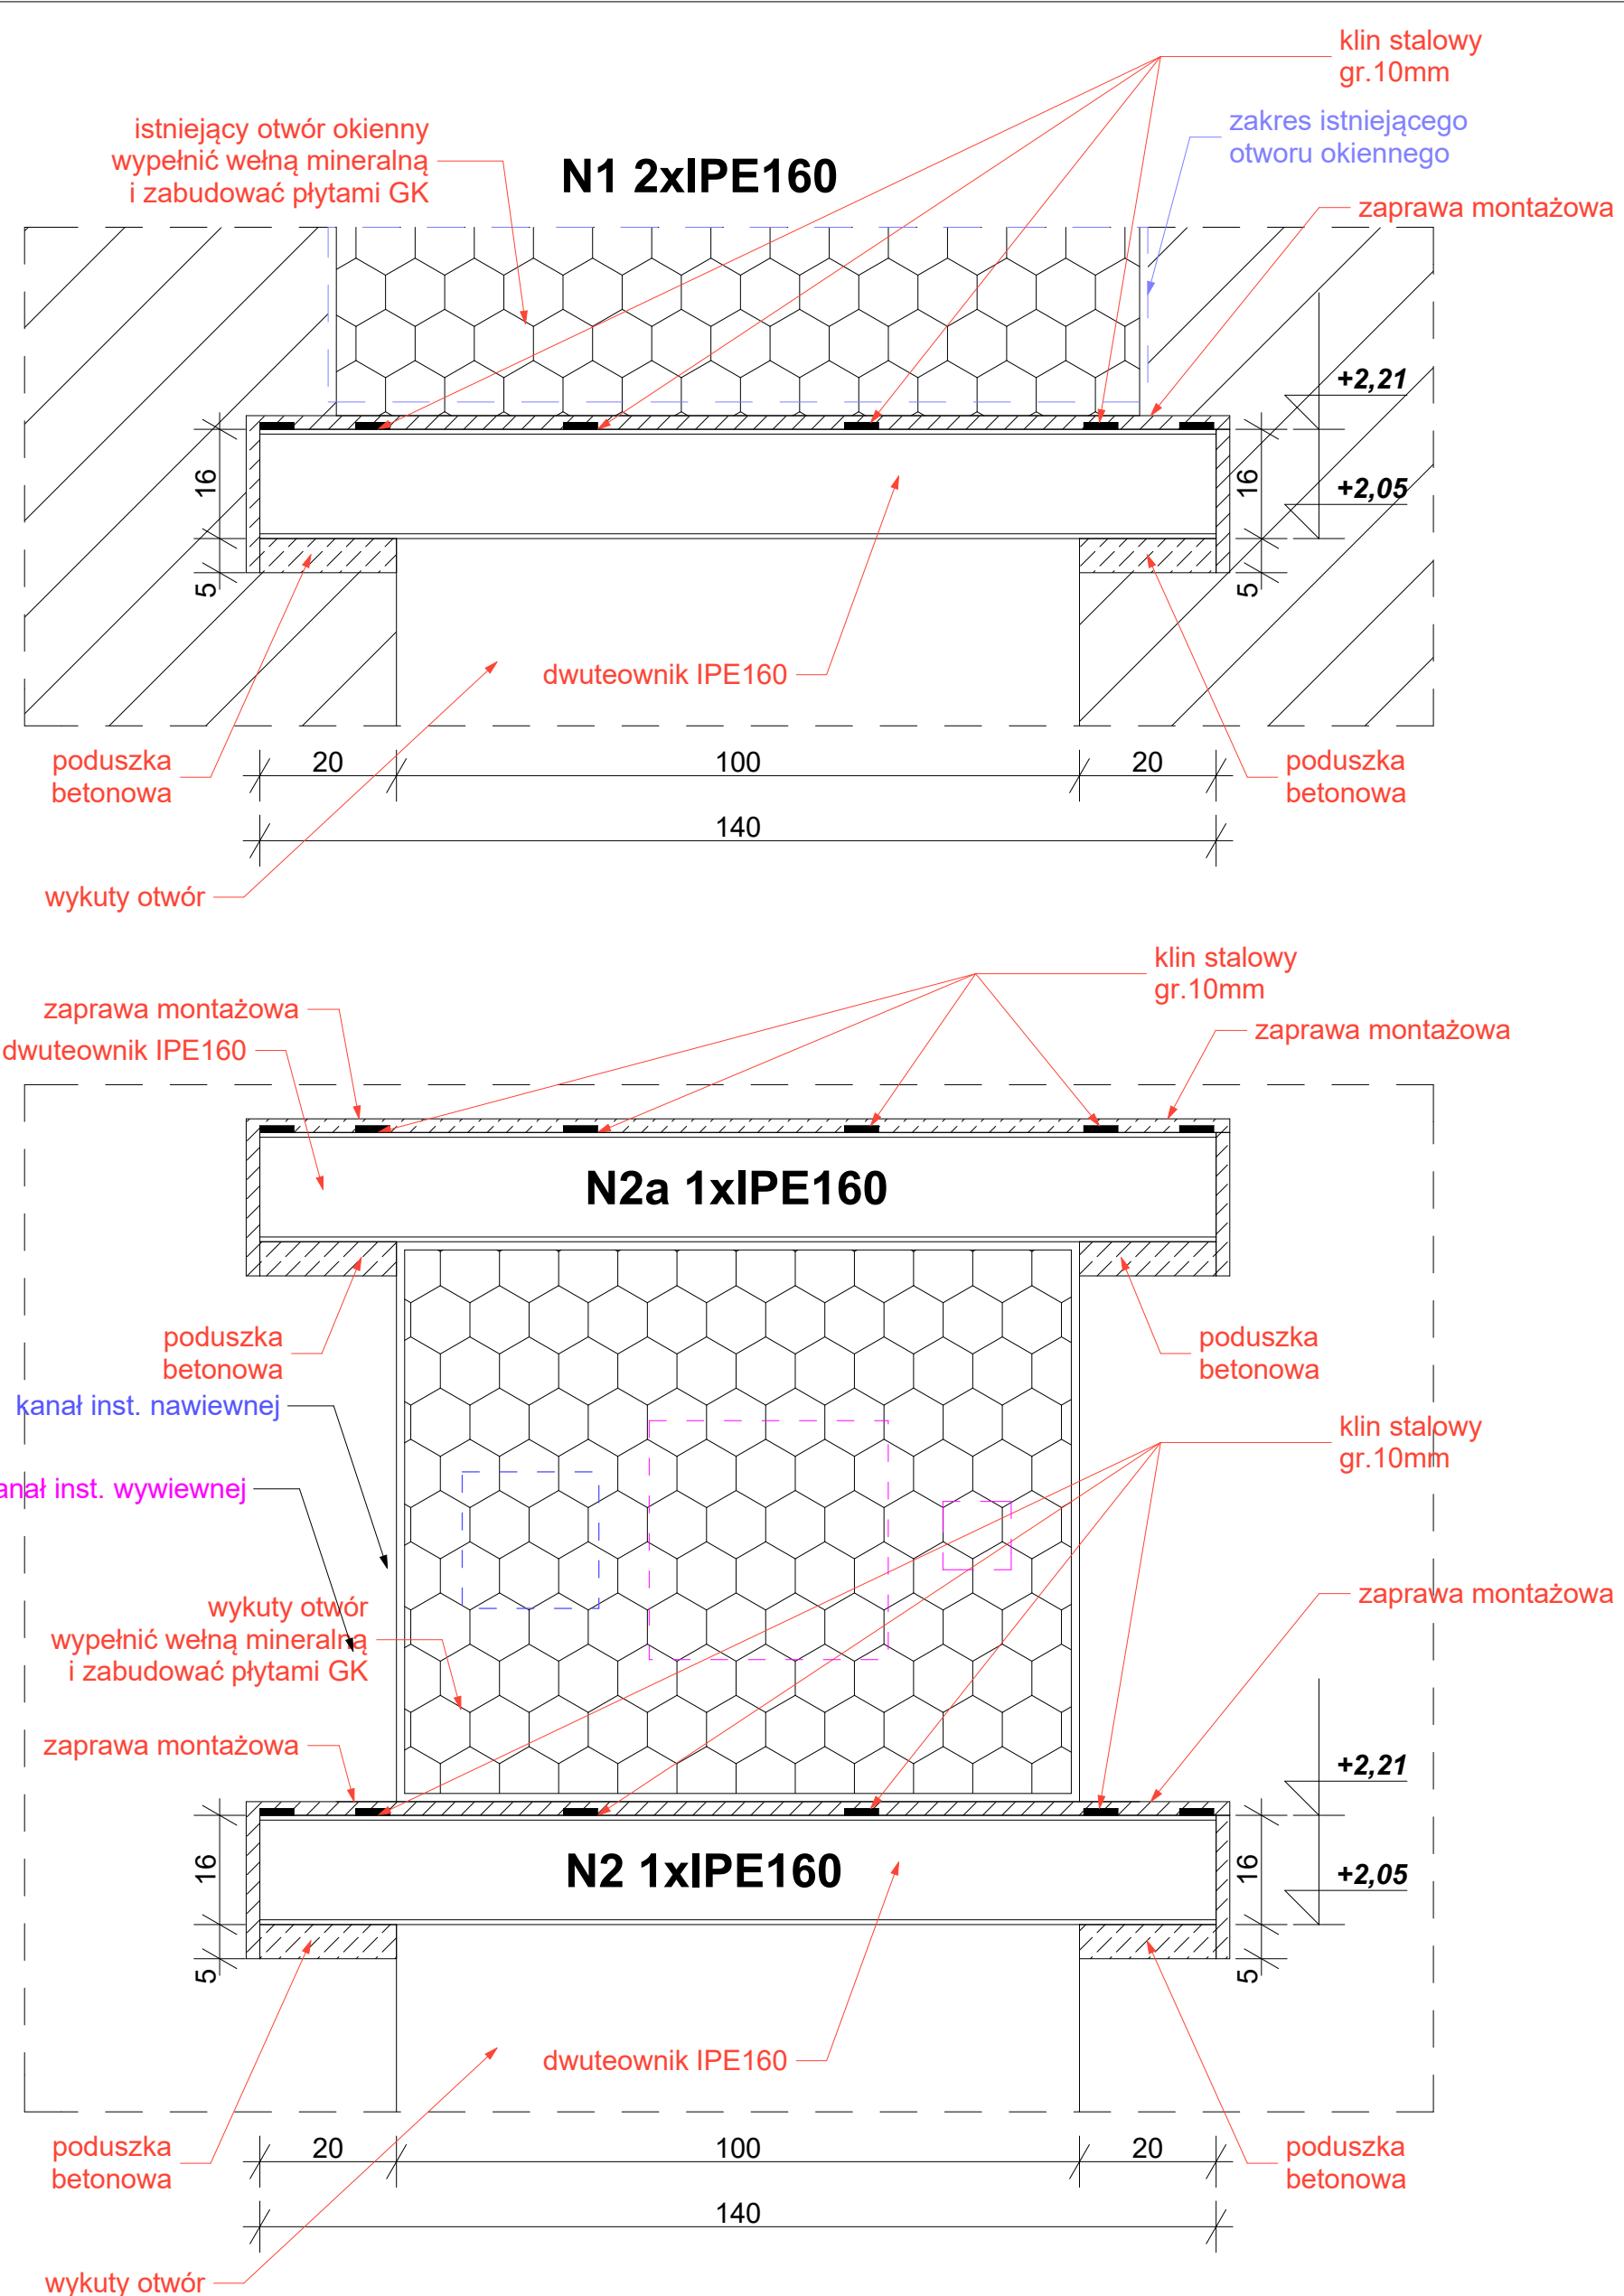 klin stalowy
gr.10mm
istniejący otwór okienny
wypełnić wełną mineralną
i zabudować płytami GK
zakres istniejącego
otworu okiennego
N1 2xIPE160
zaprawa montażowa
+2,21
16
16
+2,05
5
5
dwuteownik IPE160
poduszka
betonowa
20
100
20
poduszka
betonowa
140
wykuty otwór
klin stalowy
gr.10mm
zaprawa montażowa
zaprawa montażowa
dwuteownik IPE160
N2a 1xIPE160
poduszka
betonowa
poduszka
betonowa
kanał inst. nawiewnej
klin stalowy
gr.10mm
anał inst. wywiewnej
wykuty otwór
wypełnić wełną mineralną
i zabudować płytami GK
zaprawa montażowa
zaprawa montażowa
+2,21
16
N2 1xIPE160
16
+2,05
5
5
dwuteownik IPE160
poduszka
betonowa
20
100
20
poduszka
betonowa
140
wykuty otwór